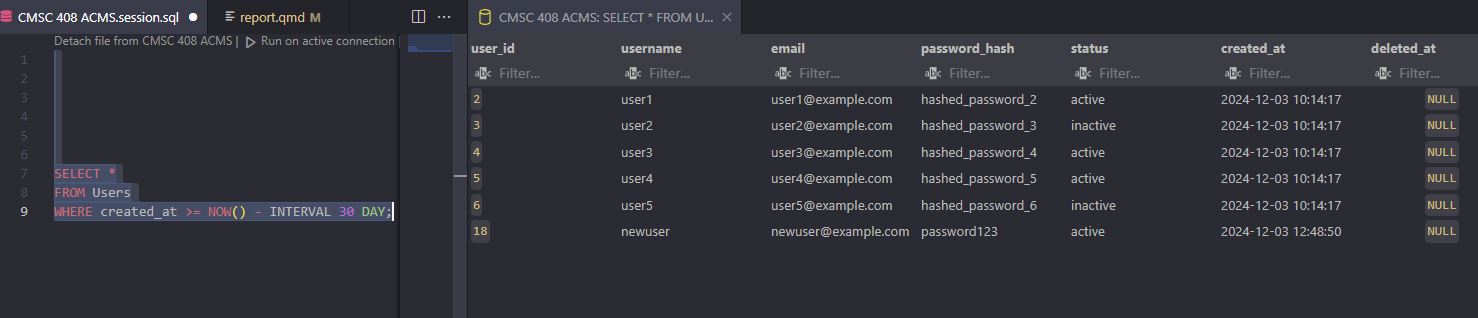 CMSC 408 ACMS.session.sql
report.qmd M
...
CMSC 408 ACMS: SELECT * FROM U...
Detach file from CMSC 408 ACMS | Run on active connection |
1
2
3
4
5
6
7 SELECT *
8 FROM Users
9 WHERE created_at >= NOW() - INTERVAL 30 DAY;
user_id username email password_hash status created_at deleted_at
abc Filter... abc Filter... abc Filter... abc Filter... abc Filter... abc Filter... abc Filter...
2 user1 user1@example.com hashed_password_2 active 2024-12-03 10:14:17 NULL
3 user2 user2@example.com hashed_password_3 inactive 2024-12-03 10:14:17 NULL
4 user3 user3@example.com hashed_password_4 active 2024-12-03 10:14:17 NULL
5 user4 user4@example.com hashed_password_5 active 2024-12-03 10:14:17 NULL
6 user5 user5@example.com hashed_password_6 inactive 2024-12-03 10:14:17 NULL
18 newuser newuser@example.com password123 active 2024-12-03 12:48:50 NULL